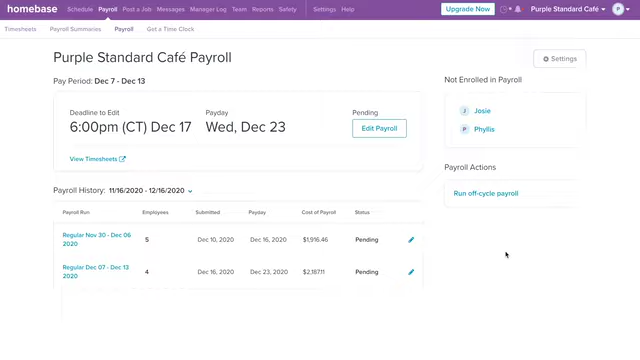 homebase Schedule Payroll Post a Job Messages Manager Log Team Reports Safety Settings Help Upgrade Now Purple Standard Café P
Timesheets Payroll Summaries Payroll Get a Time Clock
Purple Standard Café Payroll
Settings
Pay Period: Dec 7 - Dec 13
Deadline to Edit
6:00pm (CT) Dec 17
Payday
Wed, Dec 23
Pending
Edit Payroll
View Timesheets
Not Enrolled in Payroll
J Josie
P Phyllis
Payroll Actions
Run off-cycle payroll
Payroll History: 11/16/2020 - 12/16/2020
Payroll Run Employees Submitted Payday Cost of Payroll Status
Regular Nov 30 - Dec 06
2020
5 Dec 10, 2020 Dec 16, 2020 $1,916.46 Pending
Regular Dec 07 - Dec 13
2020
4 Dec 16, 2020 Dec 23, 2020 $2,187.11 Pending